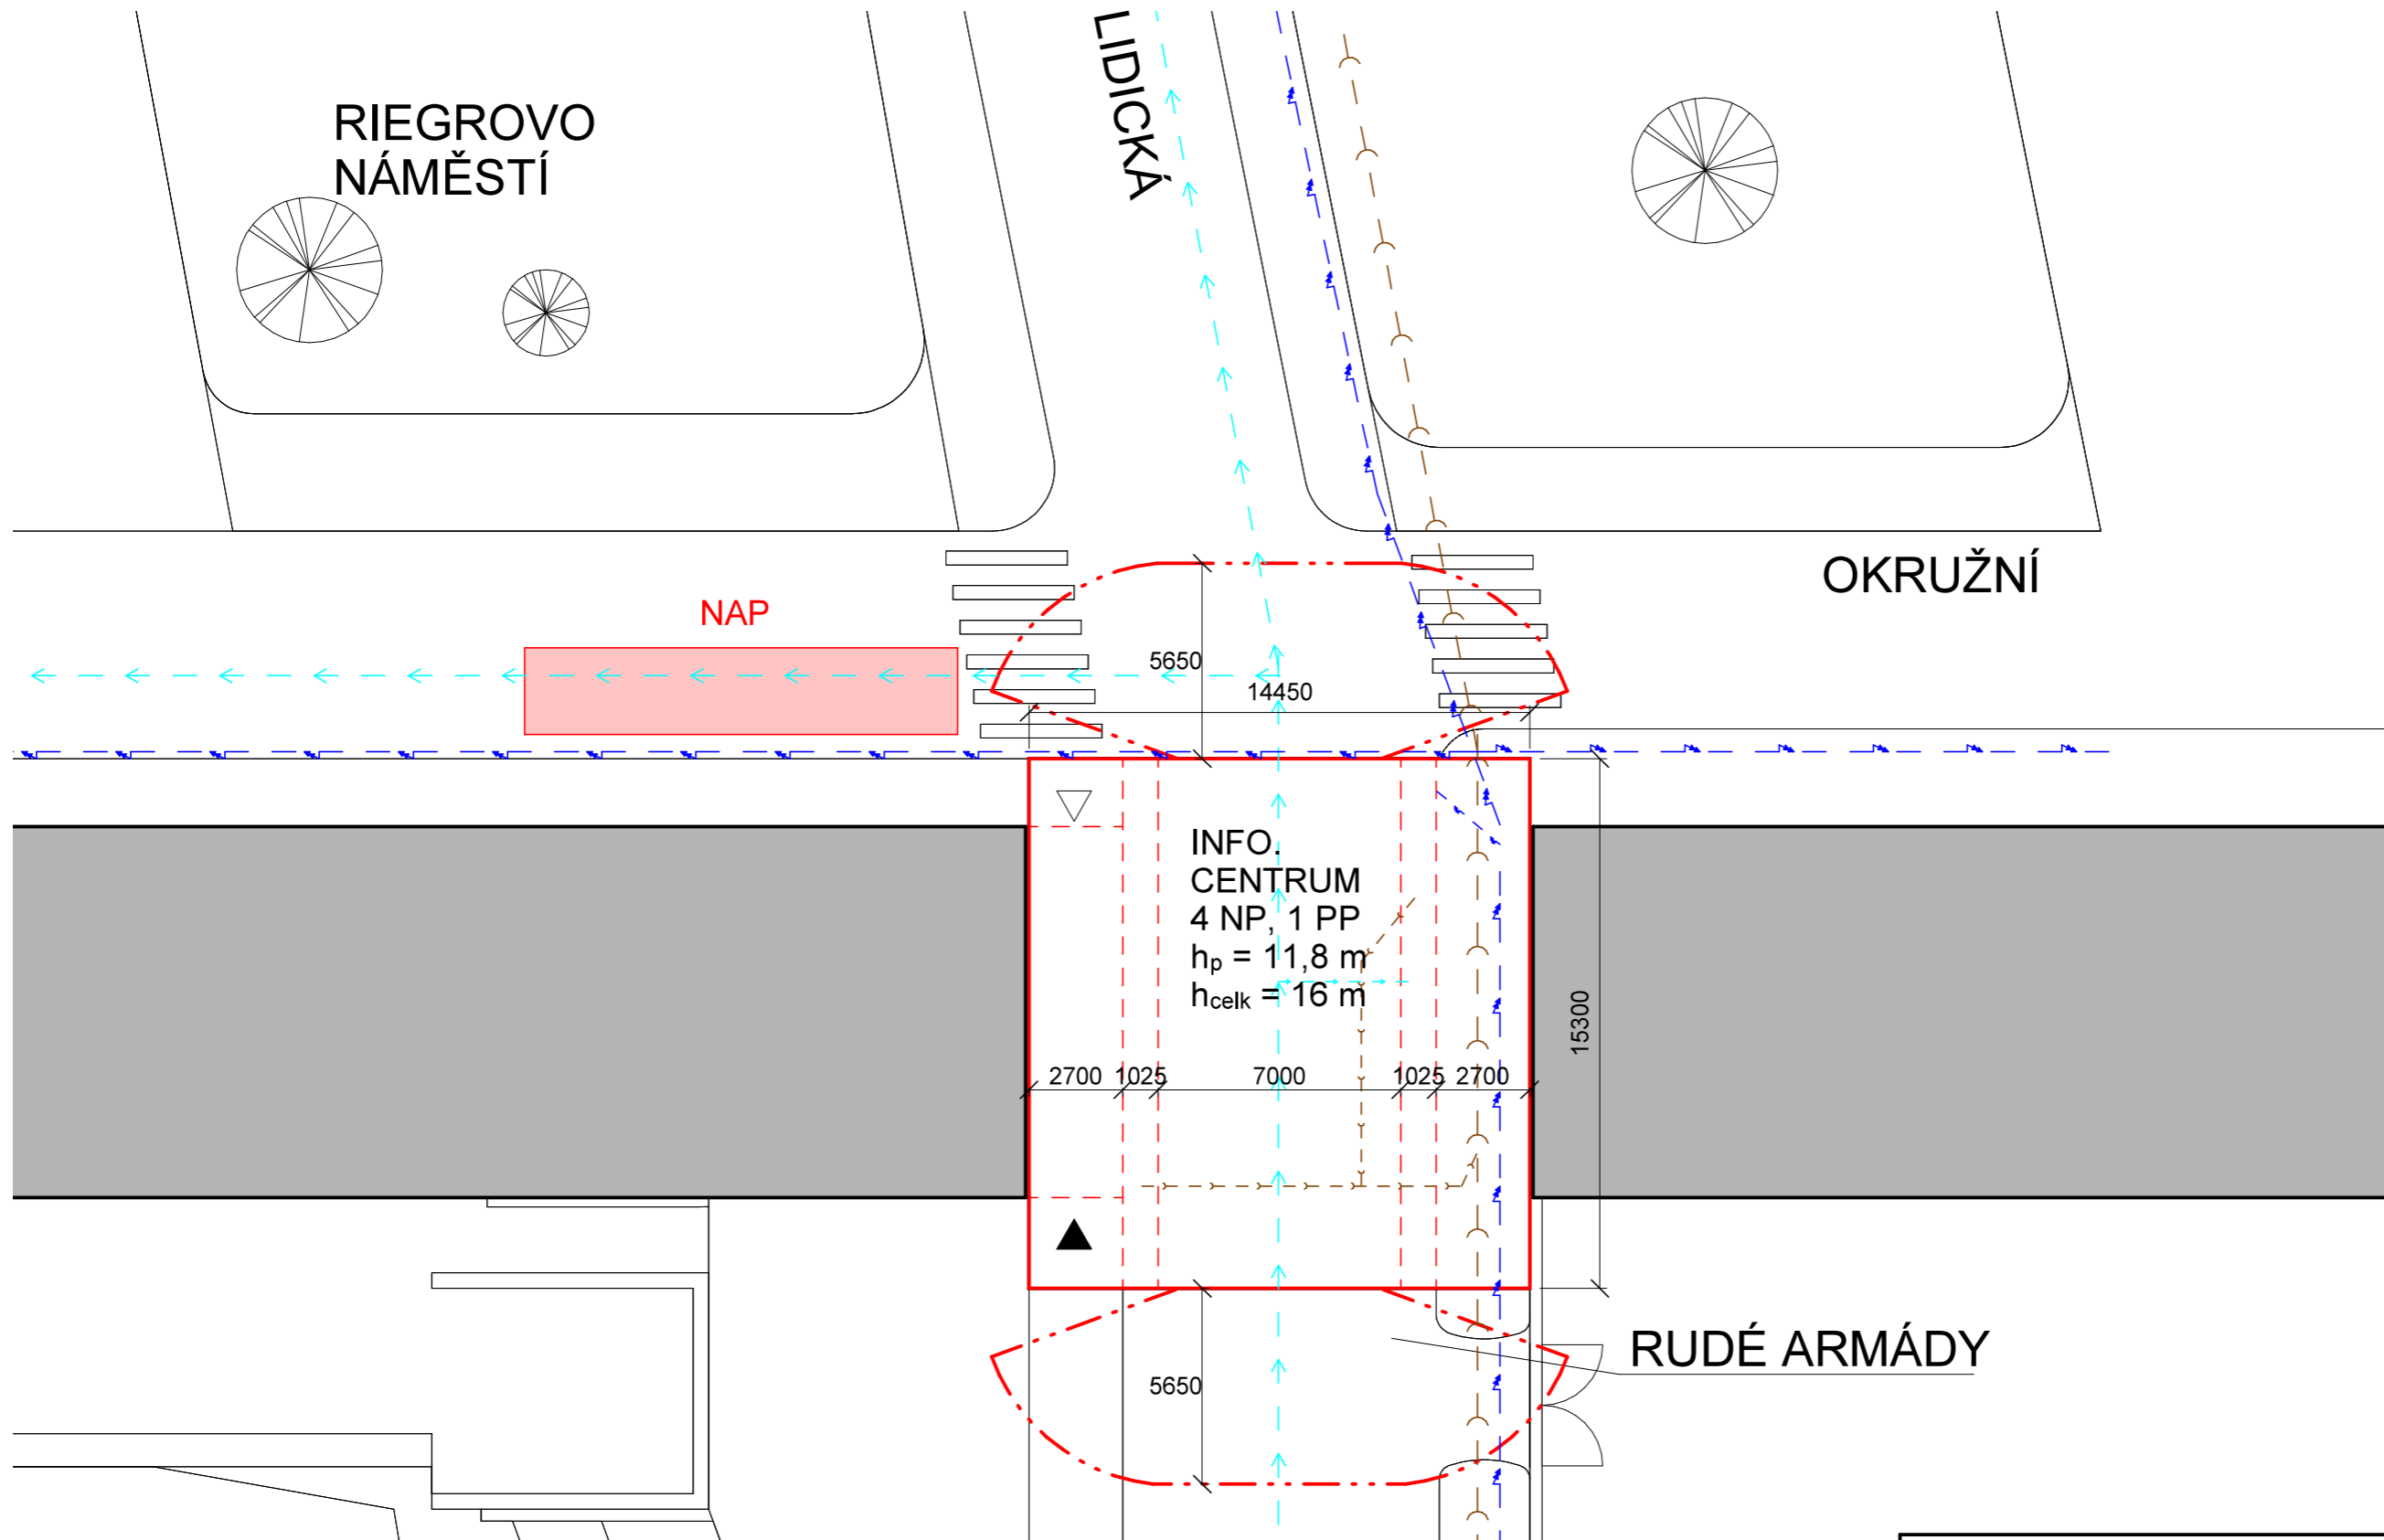 LIDICKÁ
RIEGROVO
NÁMĚSTÍ
OKRUŽNÍ
NAP
5650
14450
INFO.
CENTRUM
4 NP, 1 PP
hp = 11,8 m
hcelk = 16 m
15300
2700 1025 7000 1025 2700
RUDÉ ARMÁDY
5650